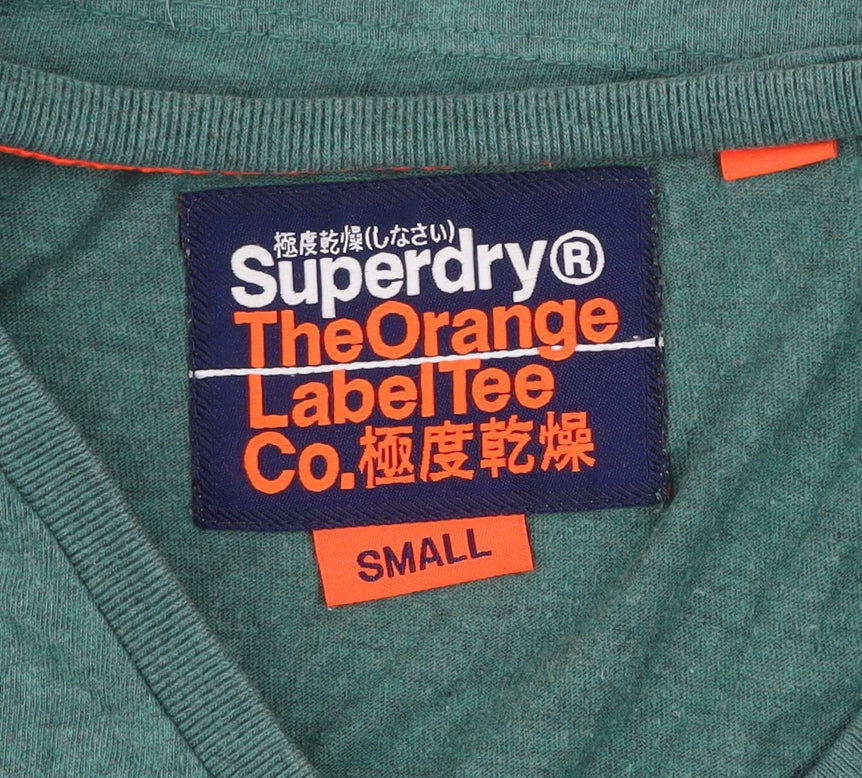 極度乾燥(しなさい)
Superdry®
TheOrange
LabelTee
Co.極度乾燥
SMALL